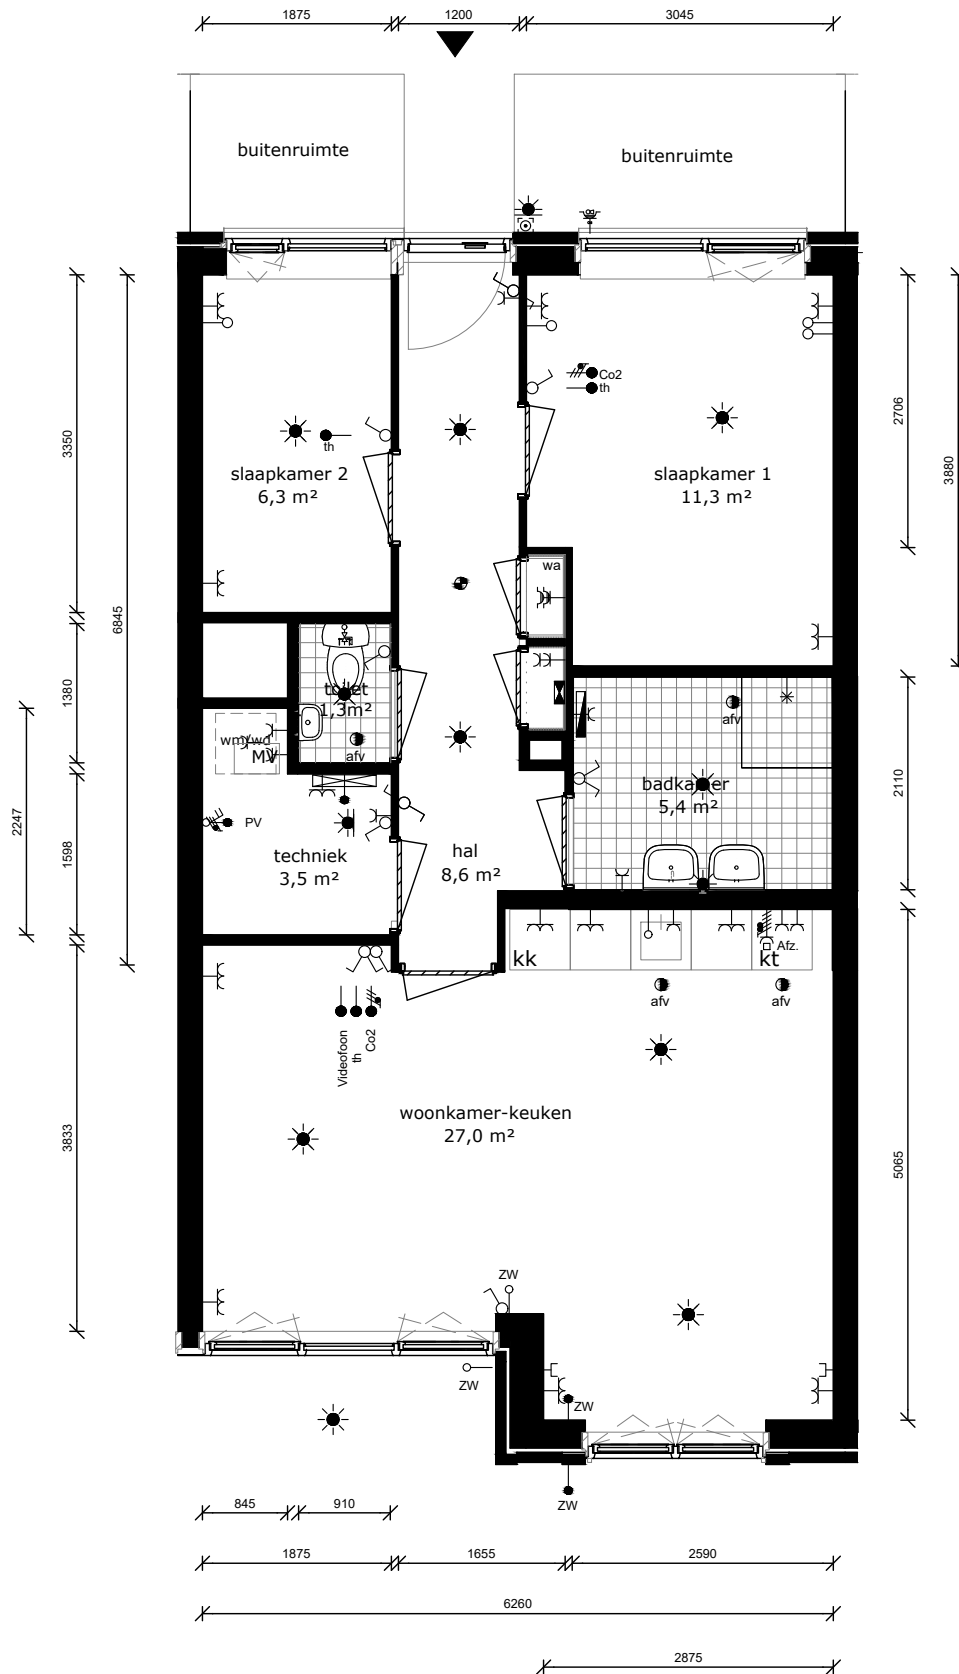 1875
1200
3045
buitenruimte
buitenruimte
3350
6845
2706
3880
Co2
th
th
slaapkamer 2
6,3 m²
slaapkamer 1
11,3 m²
wa
1380
toilet
1,3m²
afv
afv
wm/wd
MV
badkamer
5,4 m²
2110
2247
1598
PV
techniek
3,5 m²
hal
8,6 m²
kk
kt
Afz.
afv
afv
Videofoon
th
Co2
3833
woonkamer-keuken
27,0 m²
5065
ZW
ZW
ZW
ZW
845
910
1875
1655
2590
6260
2875